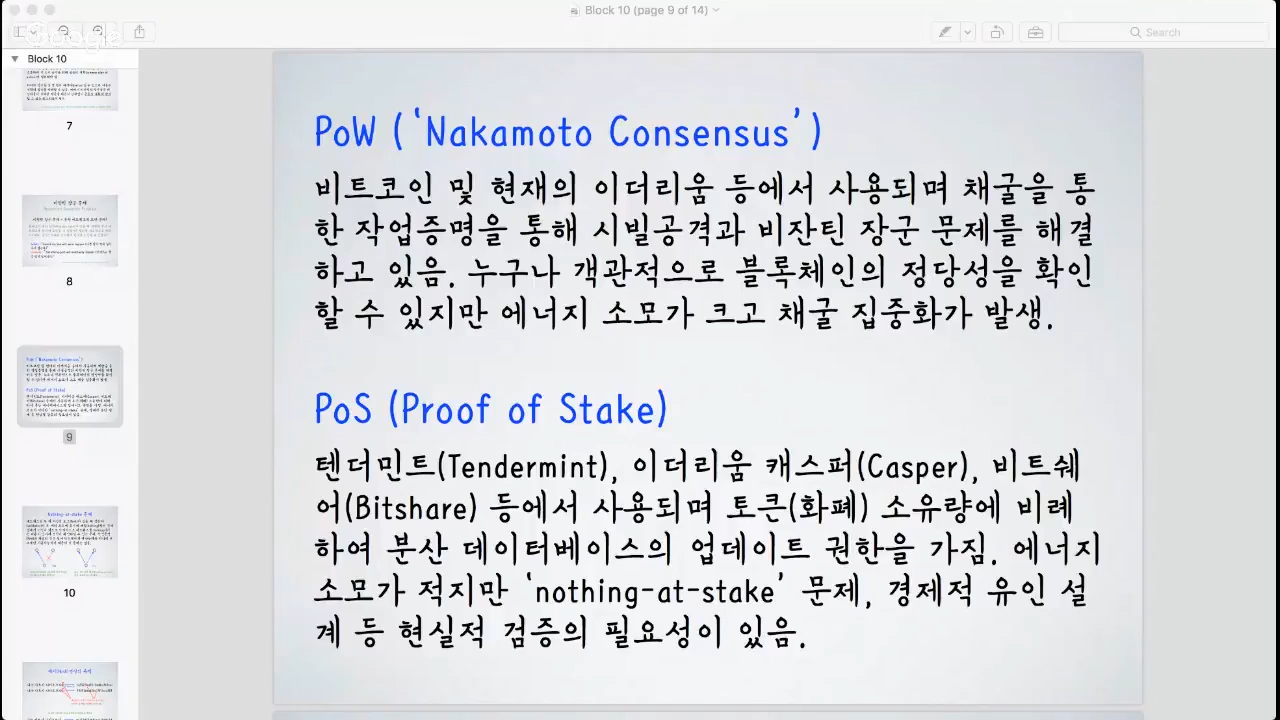 Block 10 (page 9 of 14)
Google
Search
Block 10
7
8
9
10
PoW (‘Nakamoto Consensus’)
비트코인 및 현재의 이더리움 등에서 사용되며 채굴을 통
한 작업증명을 통해 시빌공격과 비잔틴 장군 문제를 해결
하고 있음. 누구나 객관적으로 블록체인의 정당성을 확인
할 수 있지만 에너지 소모가 크고 채굴 집중화가 발생.
PoS (Proof of Stake)
텐더민트(Tendermint), 이더리움 캐스퍼(Casper), 비트쉐
어(Bitshare) 등에서 사용되며 토큰(화폐) 소유량에 비례
하여 분산 데이터베이스의 업데이트 권한을 가짐. 에너지
소모가 적지만 ‘nothing-at-stake’ 문제, 경제적 유인 설
계 등 현실적 검증의 필요성이 있음.